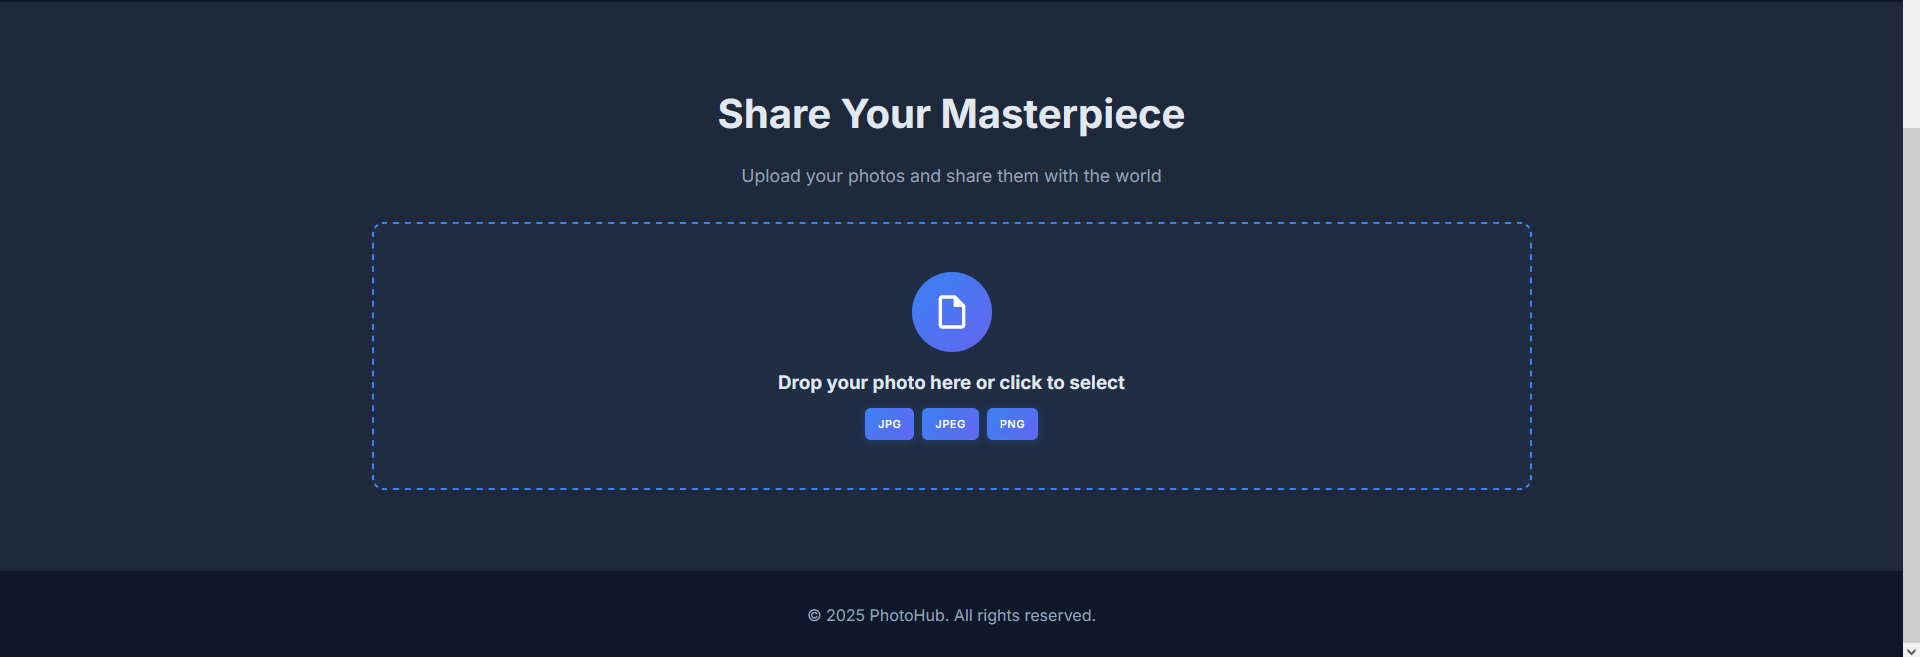 Share Your Masterpiece
Upload your photos and share them with the world
Drop your photo here or click to select
JPG JPEG PNG
© 2025 PhotoHub. All rights reserved.